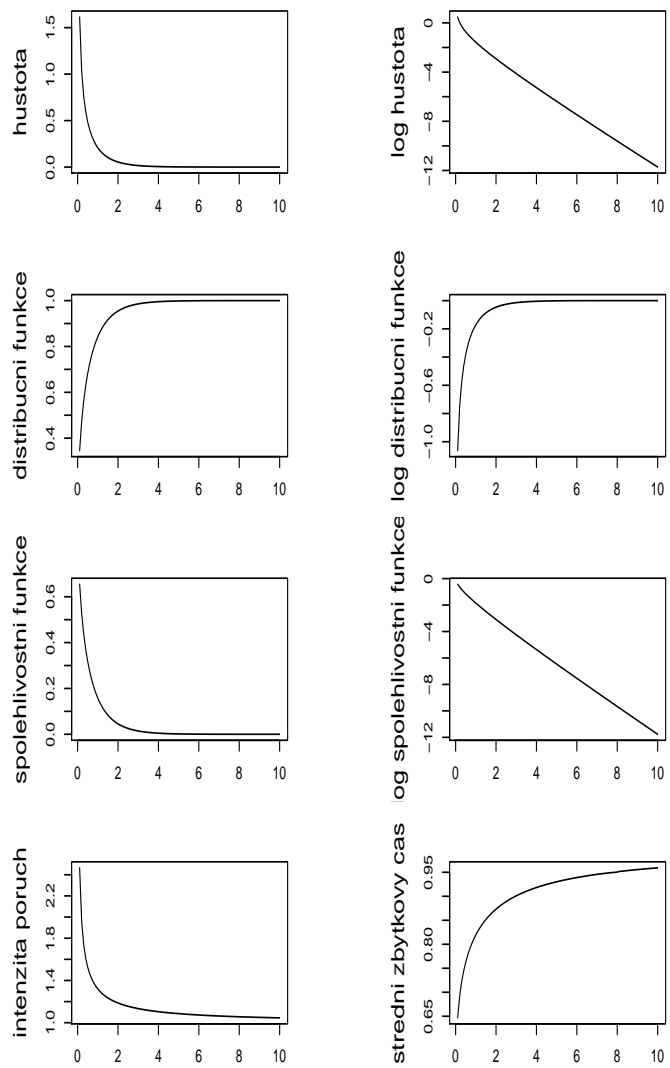 hustota
0.0 0.5 1.0 1.5
0 2 4 6 8 10
log hustota
−12 −8 −4 0
0 2 4 6 8 10
distribucni funkce
0.4 0.6 0.8 1.0
0 2 4 6 8 10
log distribucni funkce
−1.0 −0.6 −0.2
0 2 4 6 8 10
spolehlivostni funkce
0.0 0.2 0.4 0.6
0 2 4 6 8 10
og spolehlivostni funkce
−12 −8 −4 0
0 2 4 6 8 10
intenzita poruch
1.0 1.4 1.8 2.2
0 2 4 6 8 10
stredni zbytkovy cas
0.65 0.80 0.95
0 2 4 6 8 10